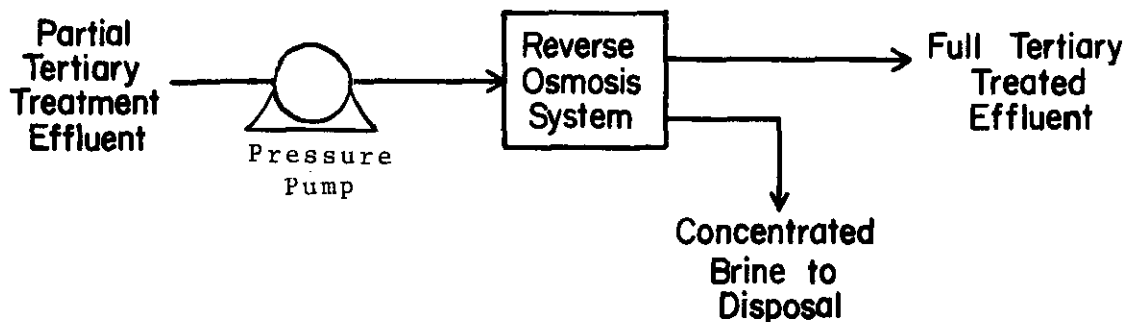 Partial
Tertiary
Treatment
Effluent
Pressure
Pump
Reverse
Osmosis
System
Full Tertiary
Treated
Effluent
Concentrated
Brine to
Disposal